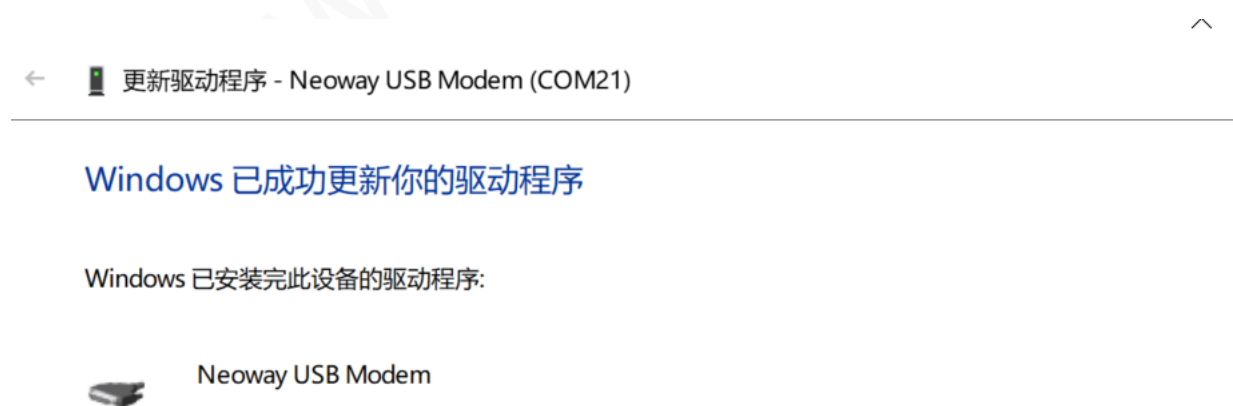 更新驱动程序 - Neoway USB Modem (COM21)
Windows 已成功更新你的驱动程序
Windows 已安装完此设备的驱动程序:
Neoway USB Modem